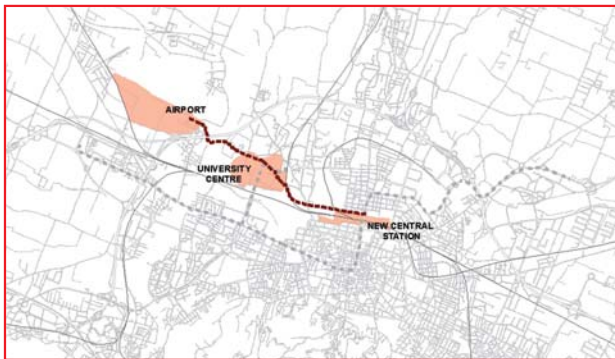 AIRPORT
UNIVERSITY
CENTRE
NEW CENTRAL
STATION